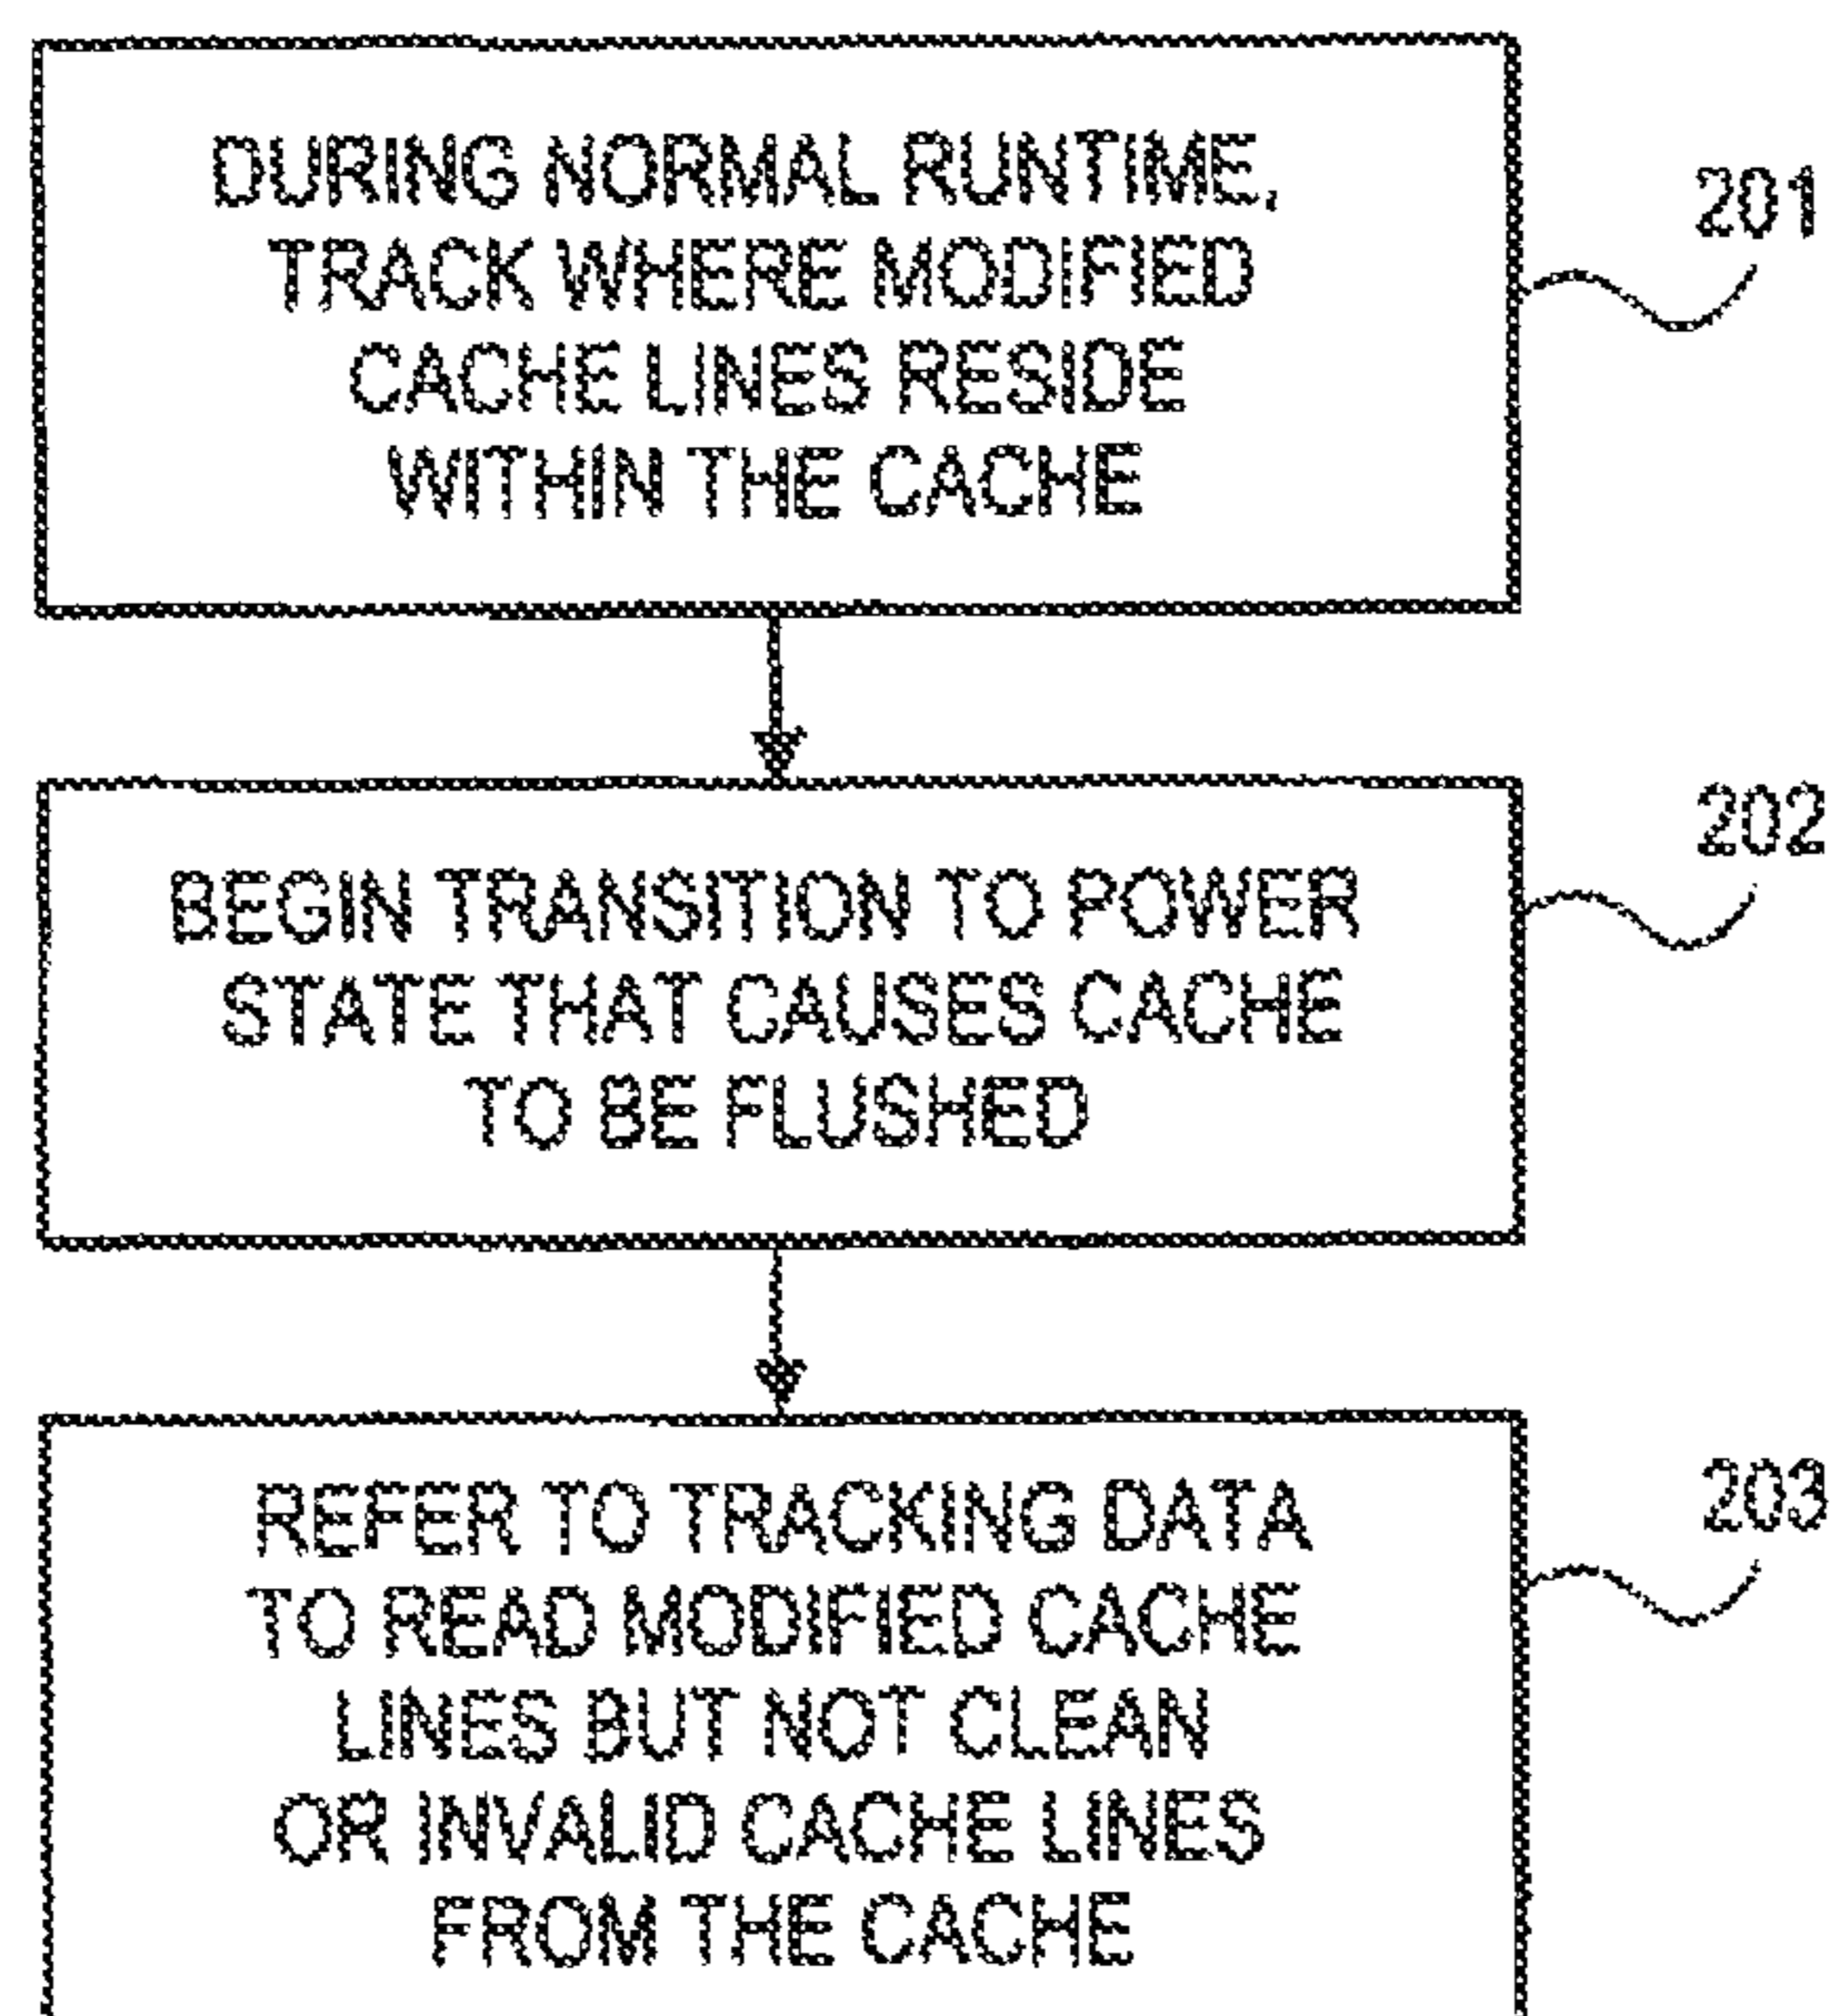 DURING NORMAL RUNTIME,
TRACK WHERE MODIFIED
CACHE LINES RESIDE
WITHIN THE CACHE
201
BEGIN TRANSITION TO POWER
STATE THAT CAUSES CACHE
TO BE FLUSHED
202
REFER TO TRACKING DATA
TO READ MODIFIED CACHE
LINES BUT NOT CLEAN
OR INVALID CACHE LINES
FROM THE CACHE
203